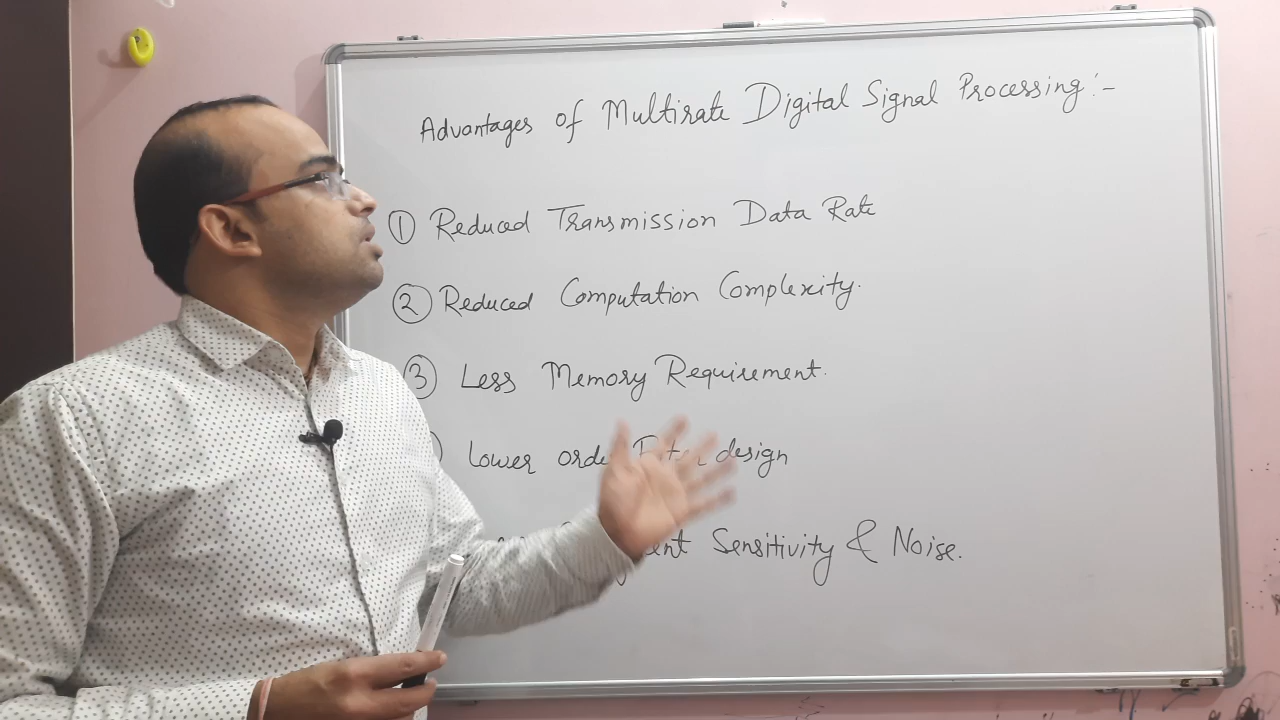 Advantages of Multirate Digital Signal Processing :-
① Reduced Transmission Data Rate
② Reduced Computation Complexity.
③ Less Memory Requirement.
Lower order design
Sensitivity & Noise.